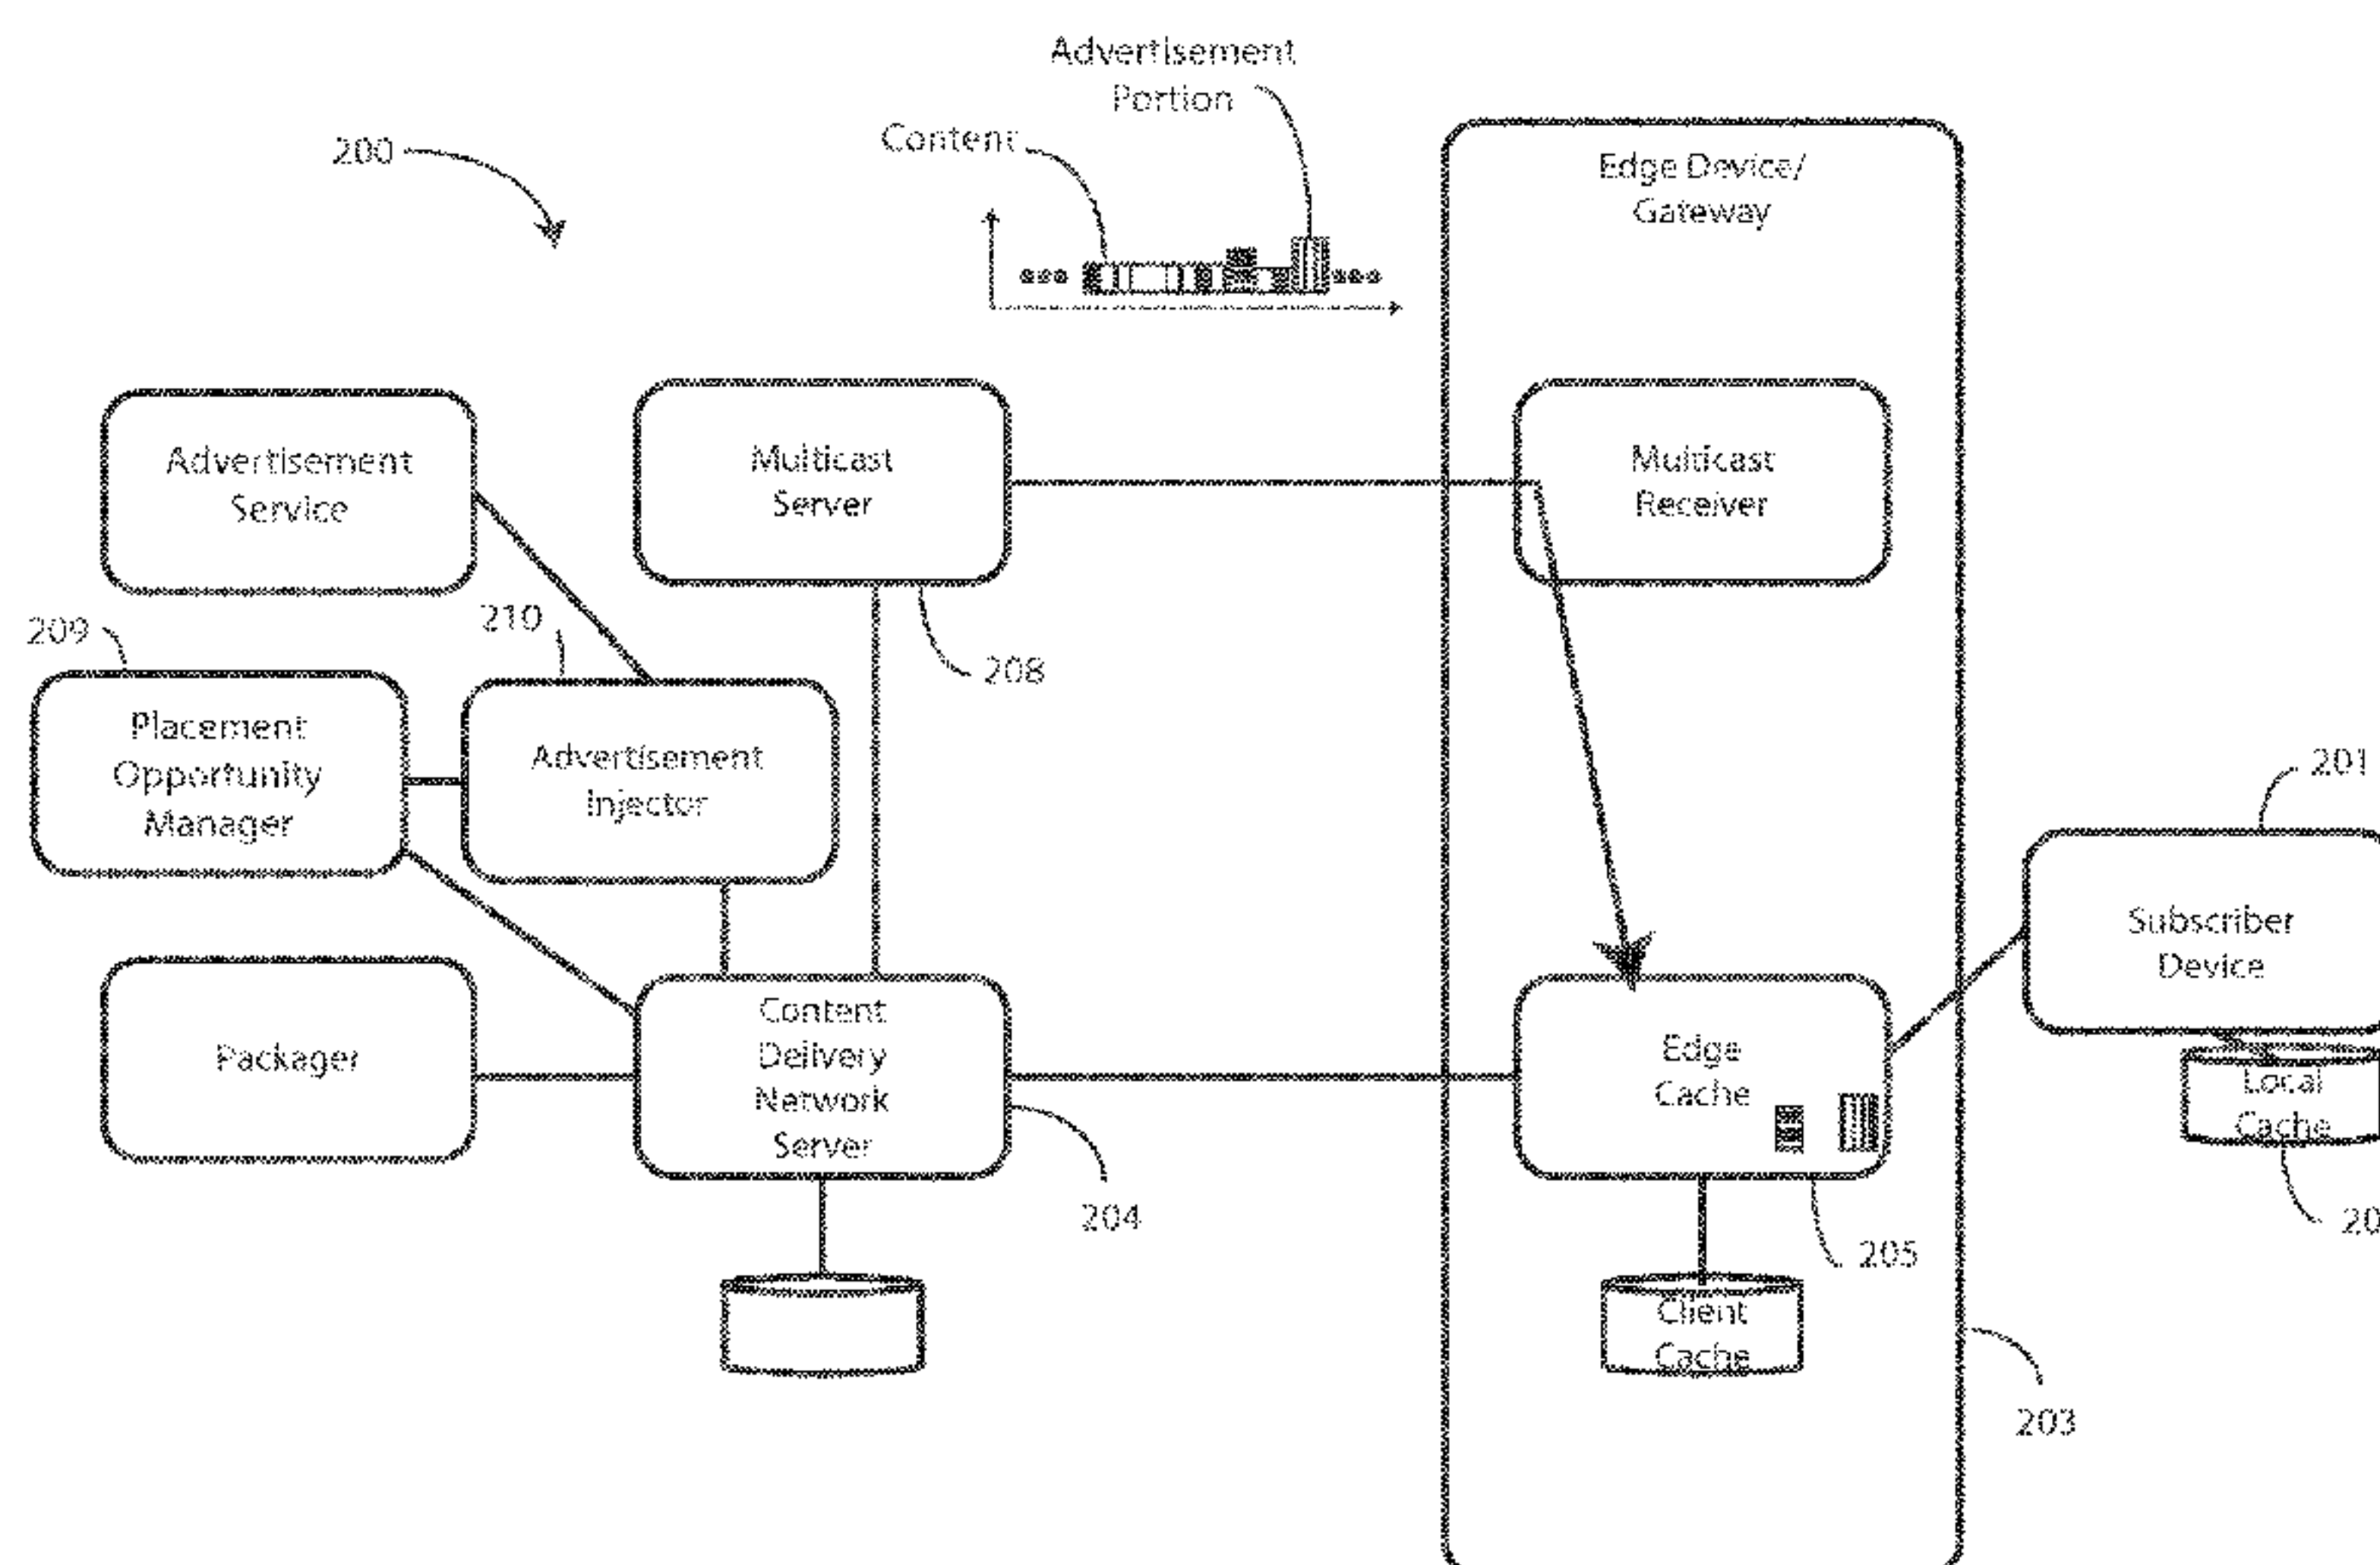 Advertisement
Portion
Content
200
Edge Device/
Gateway
Advertisement
Service
Multicast
Server
Multicast
Receiver
209
210
208
Placement
Opportunity
Manager
Advertisement
Injector
201
Subscriber
Device
Local
Cache
Packager
Content
Delivery
Network
Server
Edge
Cache
204
205
20
Client
Cache
203